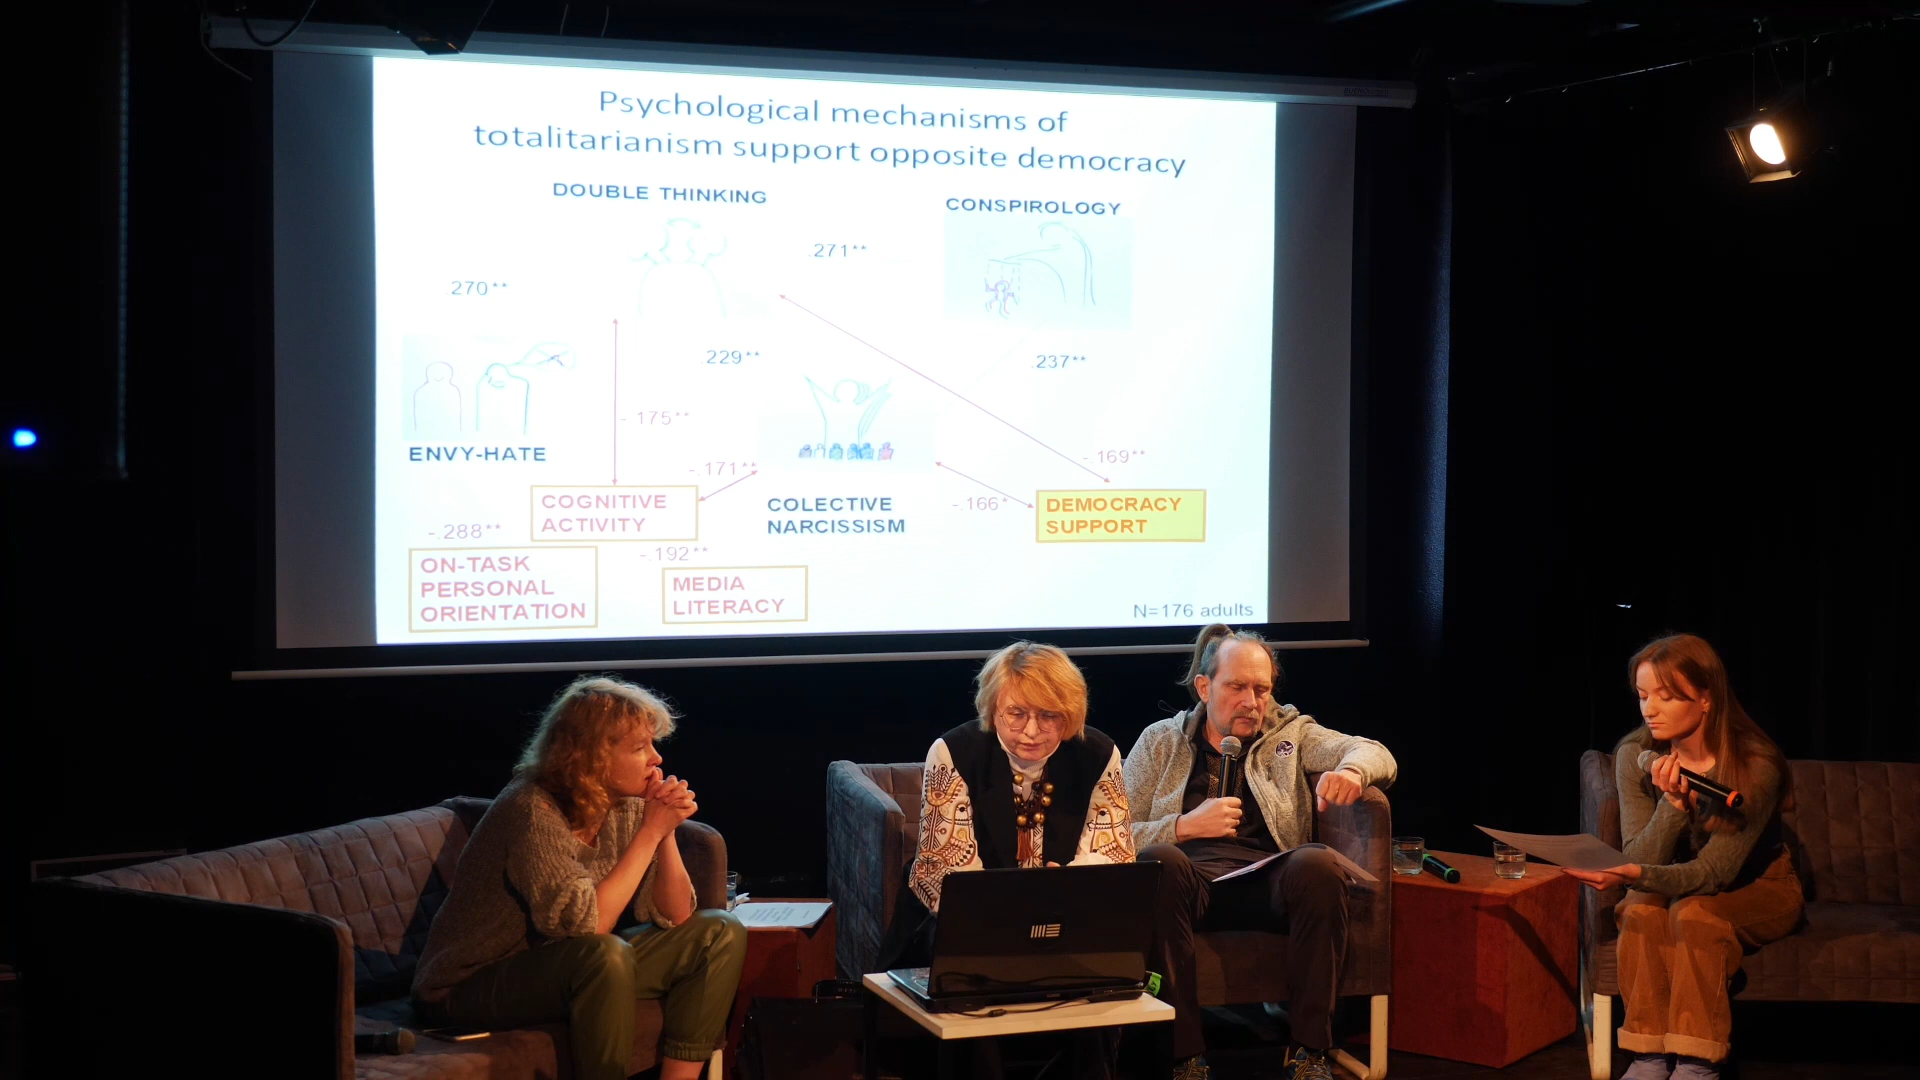 Psychological mechanisms of
totalitarianism support opposite democracy
DOUBLE THINKING
CONSPIROLOGY
.271**
.270**
.229**
.237**
-.175**
ENVY-HATE
-.171**
-.169**
COGNITIVE
ACTIVITY
COLECTIVE
NARCISSISM
-.166*
DEMOCRACY
SUPPORT
-.288**
-.192**
ON-TASK
PERSONAL
ORIENTATION
MEDIA
LITERACY
N=176 adults